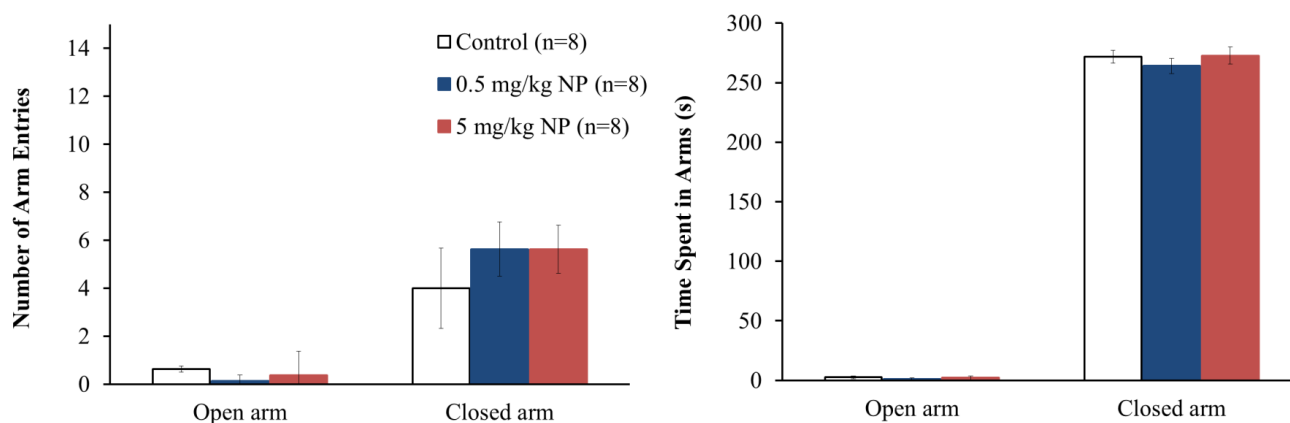 Number of Arm Entries
14
12
10
8
6
4
2
0
Control (n=8)
0.5 mg/kg NP (n=8)
5 mg/kg NP (n=8)
Open arm
Closed arm
Time Spent in Arms (s)
300
250
200
150
100
50
0
Open arm
Closed arm